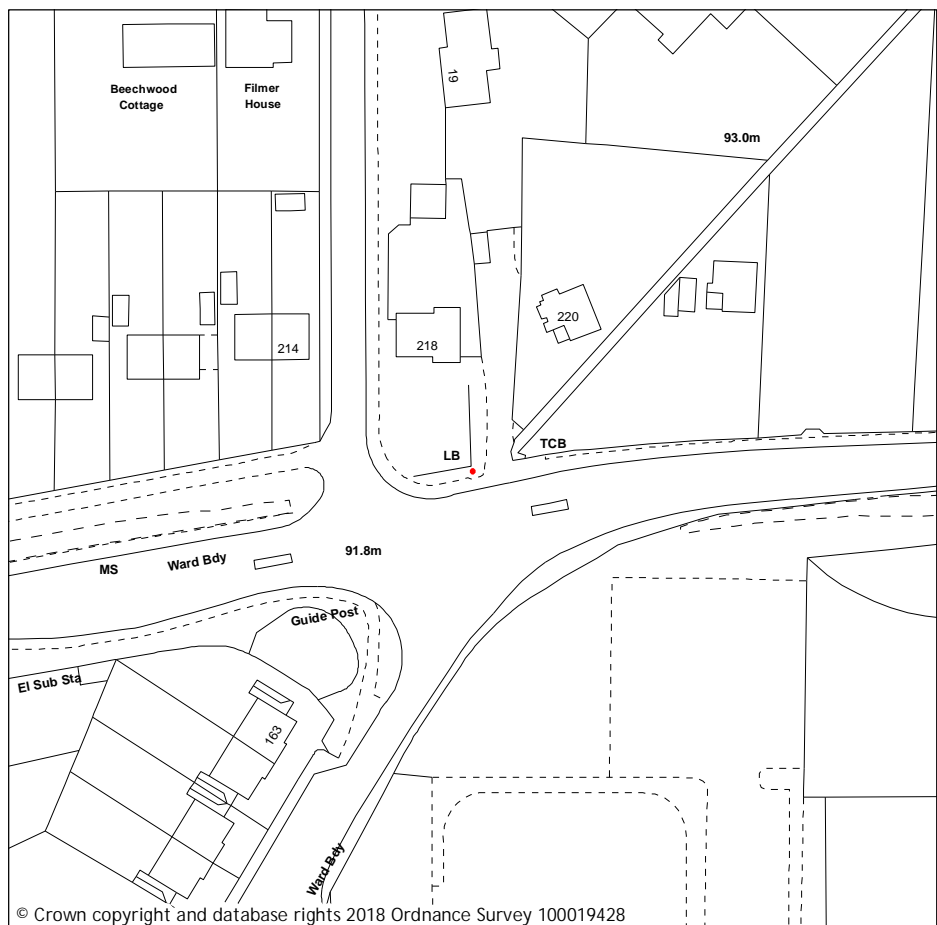 Beechwood
Cottage
Filmer
House
19
93.0m
214
218
220
LB
TCB
MS
Ward Bdy
91.8m
Guide Post
El Sub Sta
163
Ward Bdy
© Crown copyright and database rights 2018 Ordnance Survey 100019428